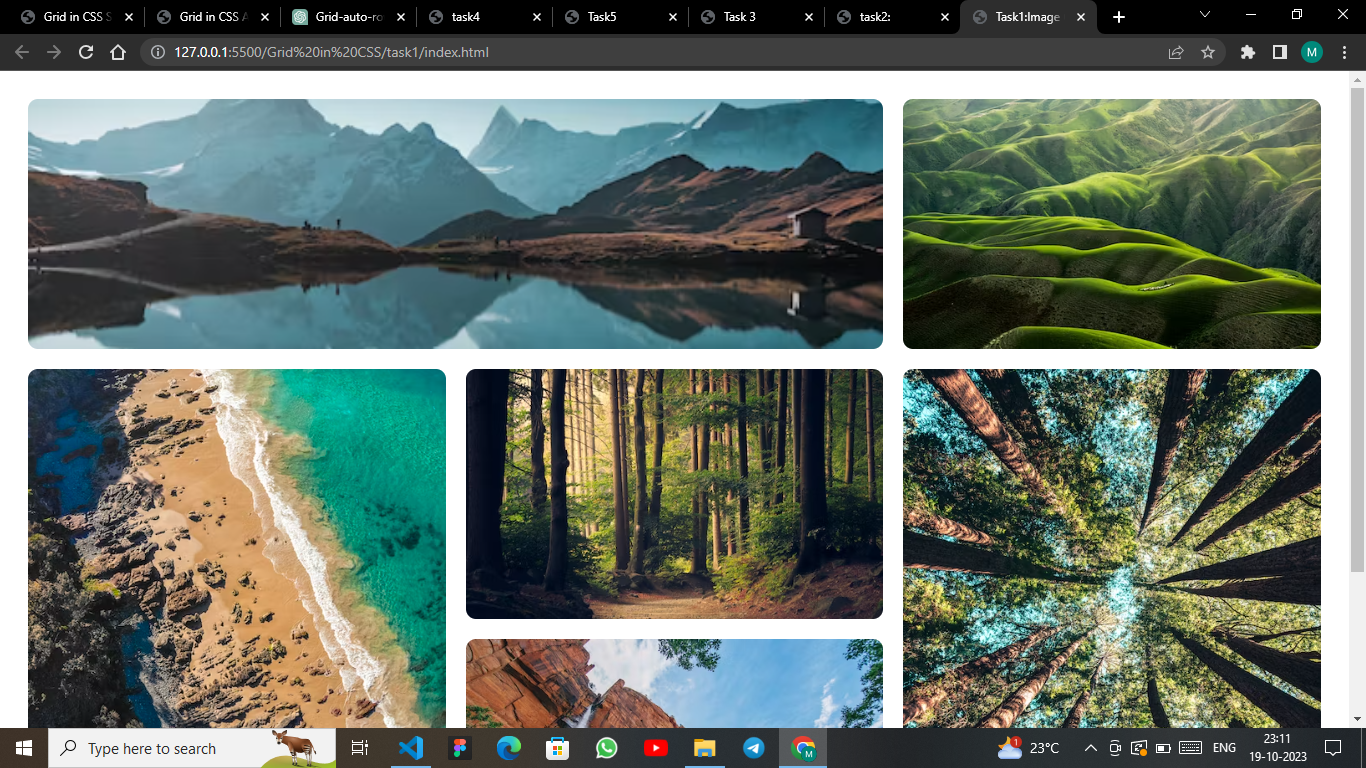 Grid in CSS S
Grid in CSS A
Grid-auto-ro
task4
Task5
Task 3
task2:
Task1:Image
127.0.0.1:5500/Grid%20in%20CSS/task1/index.html
M
Type here to search
M
1
23°C
ENG
23:11
19-10-2023